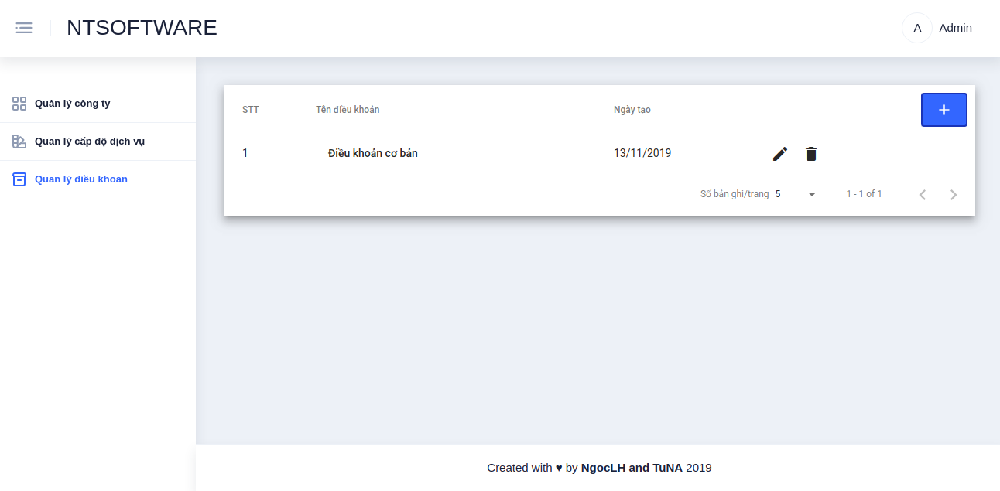 NTSOFTWARE
A Admin
Quản lý công ty
Quản lý cấp độ dịch vụ
Quản lý điều khoản
STT Tên điều khoản Ngày tạo
1 Điều khoản cơ bản 13/11/2019
Số bản ghi/trang 5 1 - 1 of 1
Created with ♥ by NgocLH and TuNA 2019